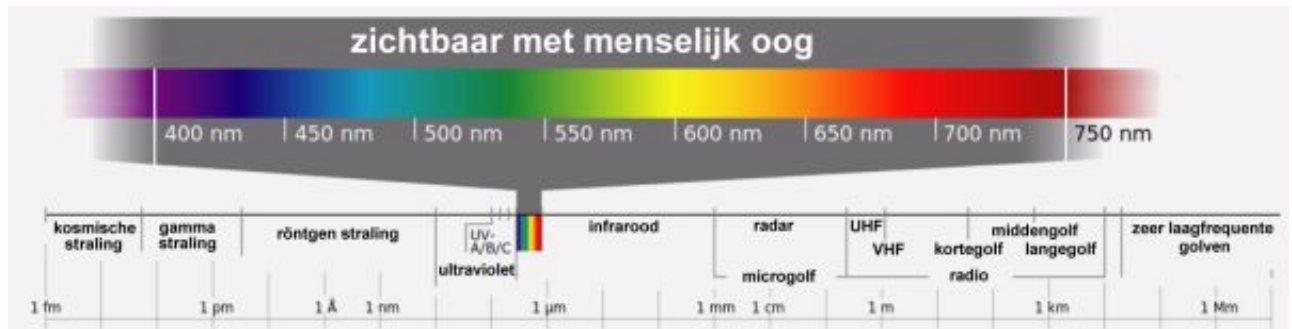 zichtbaar met menselijk oog
400 nm 450 nm 500 nm 550 nm 600 nm 650 nm 700 nm 750 nm
kosmische
straling
gamma
straling
röntgen straling
UV-
A/B/C
ultraviolet
infrarood
radar
microgolf
UHF
VHF
kortegolf
middengolf
langegolf
radio
zeer laagfrequente
golven
1 fm 1 pm 1 Å 1 nm 1 µm 1 mm 1 cm 1 m 1 km 1 Mm